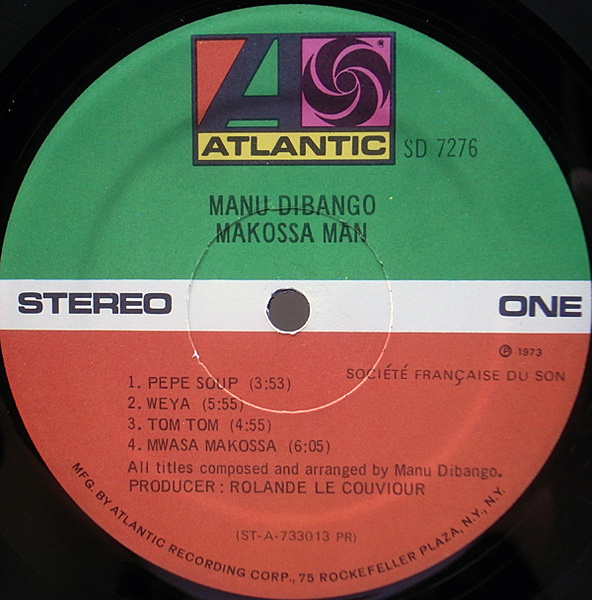 ATLANTIC
SD 7276
MANU DIBANGO
MAKOSSA MAN
STEREO
ONE
℗ 1973
SOCIÉTÉ FRANÇAISE DU SON
1. PEPE SOUP (3:53)
2. WEYA (5:55)
3. TOM TOM (4:55)
4. MWASA MAKOSSA (6:05)
All titles composed and arranged by Manu Dibango.
PRODUCER : ROLANDE LE COUVIOUR
(ST-A-733013 PR)
MFG. BY ATLANTIC RECORDING CORP., 75 ROCKEFELLER PLAZA, N.Y., N.Y.